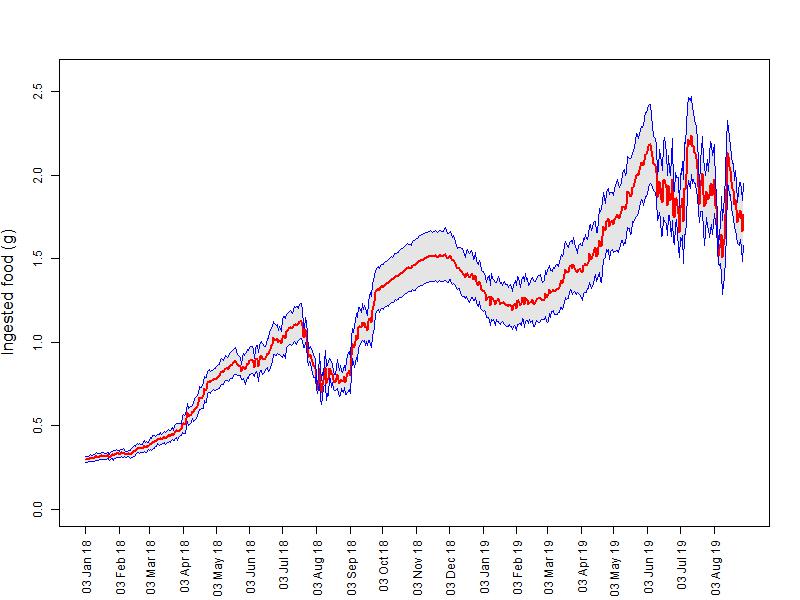 Ingested food (g)
2.5
2.0
1.5
1.0
0.5
0.0
03 Jan 18
03 Feb 18
03 Mar 18
03 Apr 18
03 May 18
03 Jun 18
03 Jul 18
03 Aug 18
03 Sep 18
03 Oct 18
03 Nov 18
03 Dec 18
03 Jan 19
03 Feb 19
03 Mar 19
03 Apr 19
03 May 19
03 Jun 19
03 Jul 19
03 Aug 19